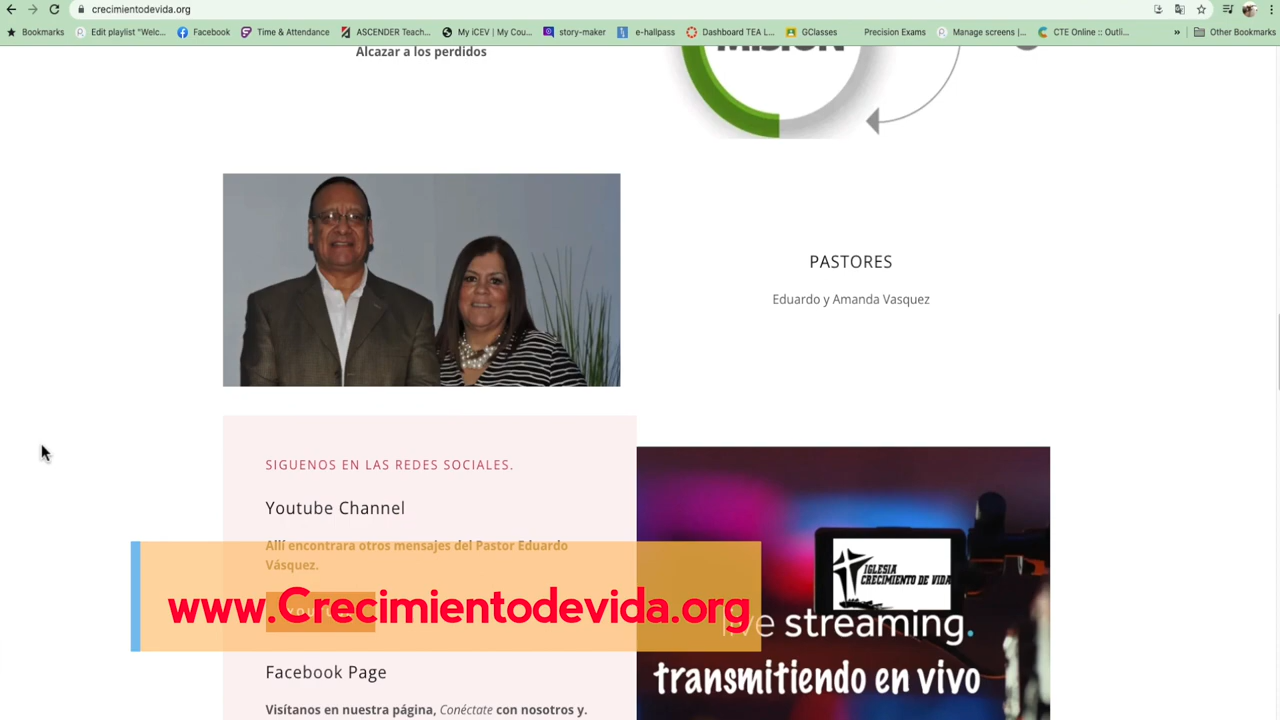 crecimientodevida.org
Bookmarks
Edit playlist "Welc...
Facebook
Time & Attendance
ASCENDER Teach...
My iCEV | My Cou...
story-maker
e-hallpass
Dashboard TEA L...
GClasses
Precision Exams
Manage screens |...
CTE Online :: Outli...
»
Other Bookmarks
Alcazar a los perdidos
MISIÓN
PASTORES
Eduardo y Amanda Vasquez
SIGUENOS EN LAS REDES SOCIALES.
Youtube Channel
Allí encontrara otros mensajes del Pastor Eduardo
Vásquez.
www.Crecimientodevida.org
IGLESIA
CRECIMIENTO DE VIDA
live streaming.
transmitiendo en vivo
Facebook Page
Visítanos en nuestra página, Conéctate con nosotros y.